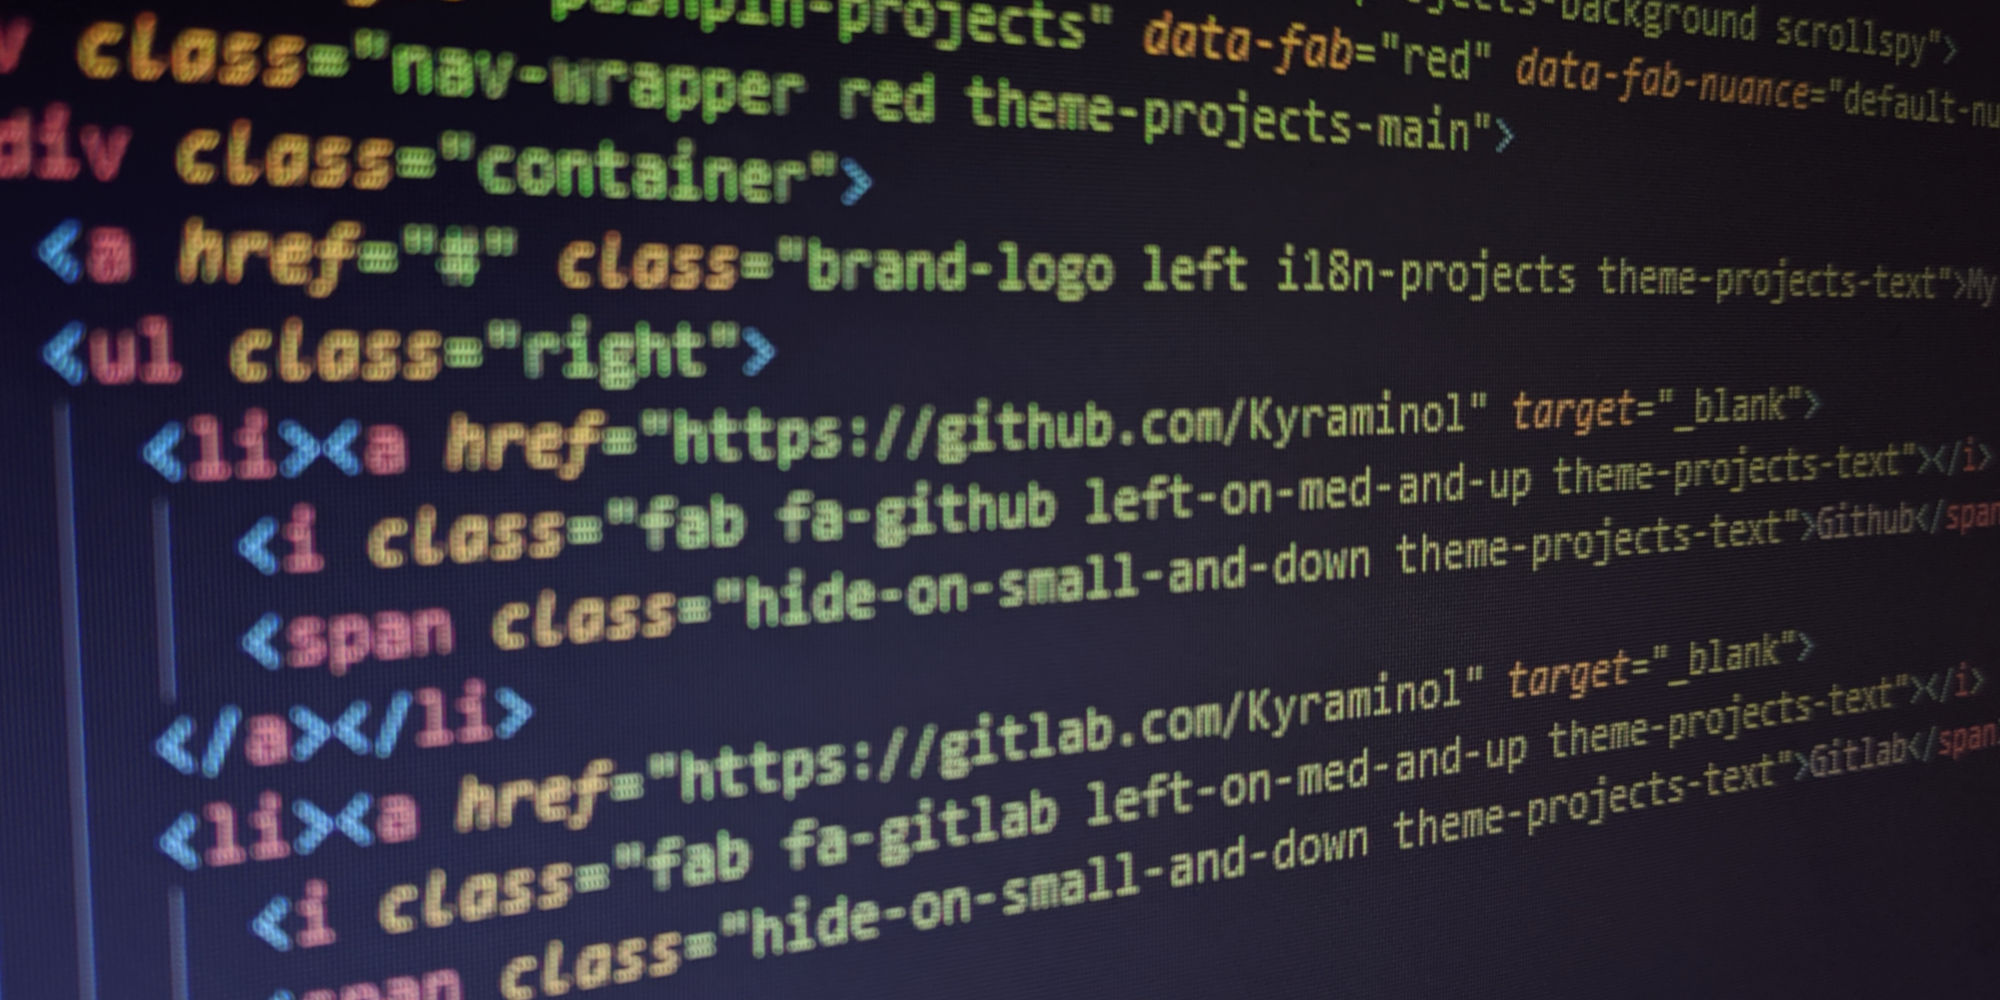 pushpin-projects" data-fab="red" data-fab-nuance="default-nu
background scrollspy">
class="nav-wrapper red theme-projects-main">
div class="container">
<a href="#" class="brand-logo left i18n-projects theme-projects-text">My
<ul class="right">
<li><a href="https://github.com/Kyraminol" target="_blank">
<i class="fab fa-github left-on-med-and-up theme-projects-text"></i>
<span class="hide-on-small-and-down theme-projects-text">Github</span
</a></li>
<li><a href="https://gitlab.com/Kyraminol" target="_blank">
<i class="fab fa-gitlab left-on-med-and-up theme-projects-text"></i>
<span class="hide-on-small-and-down theme-projects-text">Gitlab</span